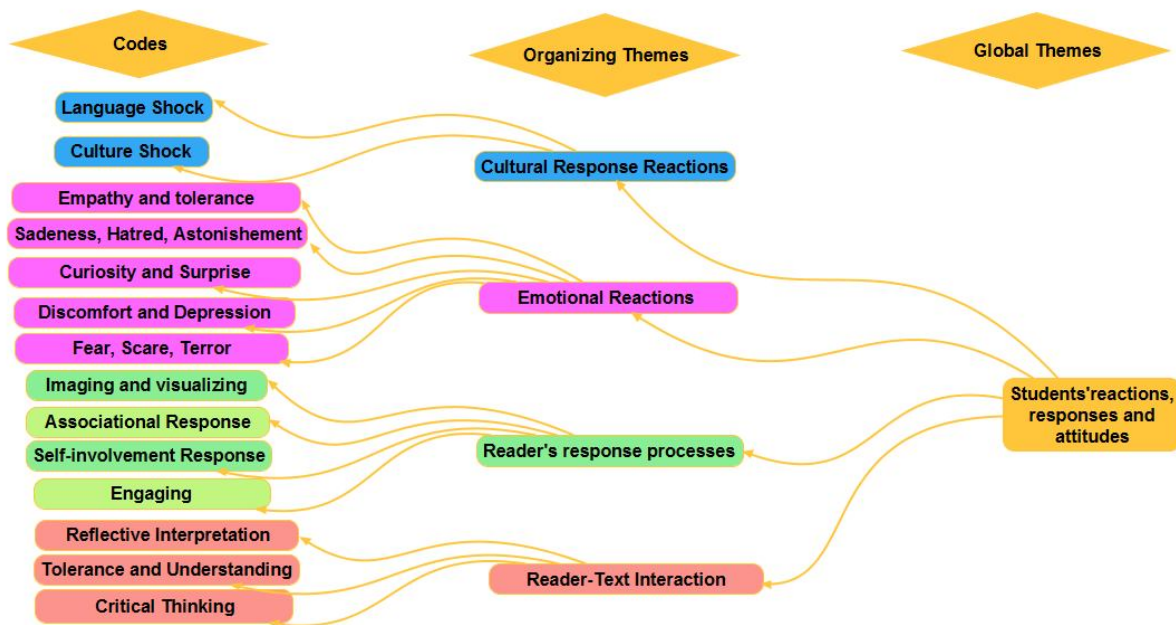 Codes
Organizing Themes
Global Themes
Language Shock
Culture Shock
Cultural Response Reactions
Empathy and tolerance
Sadeness, Hatred, Astonishement
Curiosity and Surprise
Discomfort and Depression
Fear, Scare, Terror
Emotional Reactions
Imaging and visualizing
Associational Response
Self-involvement Response
Engaging
Reader's response processes
Reflective Interpretation
Tolerance and Understanding
Critical Thinking
Reader-Text Interaction
Students'reactions,
responses and
attitudes